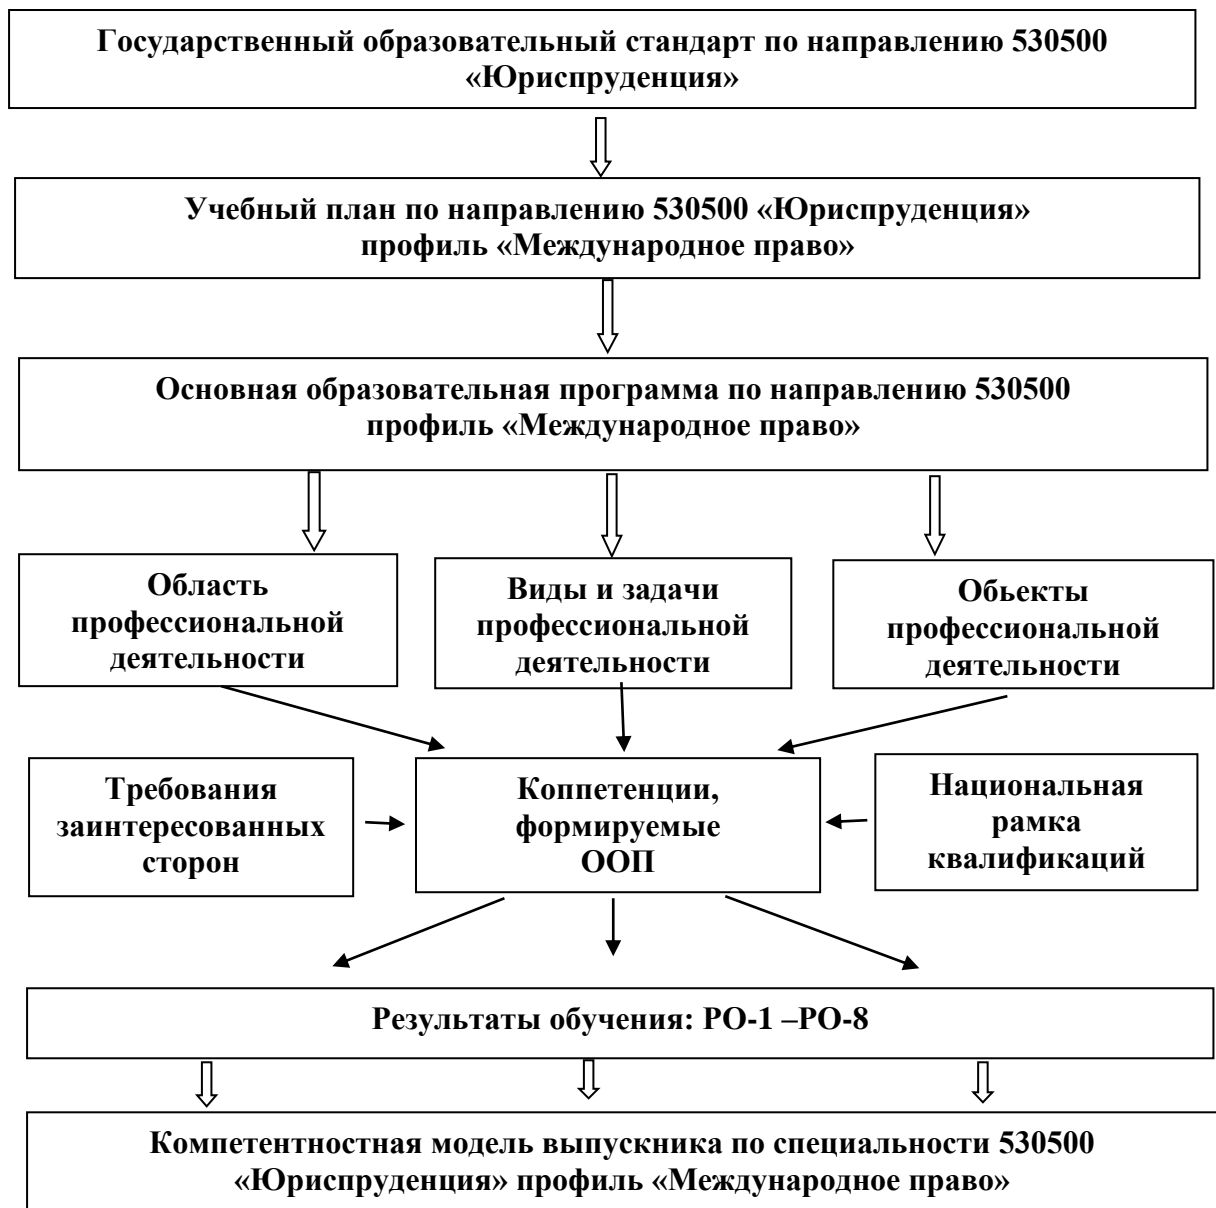 Государственный образовательный стандарт по направлению 530500
«Юриспруденция»
Учебный план по направлению 530500 «Юриспруденция»
профиль «Международное право»
Основная образовательная программа по направлению 530500
профиль «Международное право»
Область
профессиональной
деятельности
Виды и задачи
профессиональной
деятельности
Обьекты
профессиональной
деятельности
Требования
заинтересованных
сторон
Коппетенции,
формируемые
ООП
Национальная
рамка
квалификаций
Результаты обучения: РО-1 –РО-8
Компетентностная модель выпускника по специальности 530500
«Юриспруденция» профиль «Международное право»